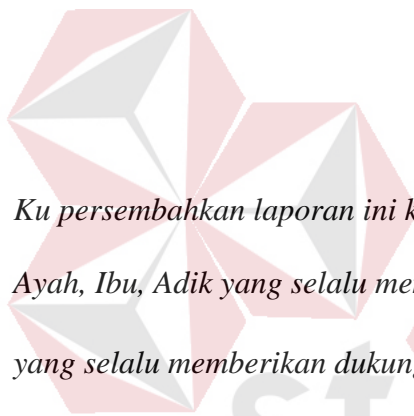 Ku persembahkan laporan ini k
Ayah, Ibu, Adik yang selalu me
yang selalu memberikan dukung